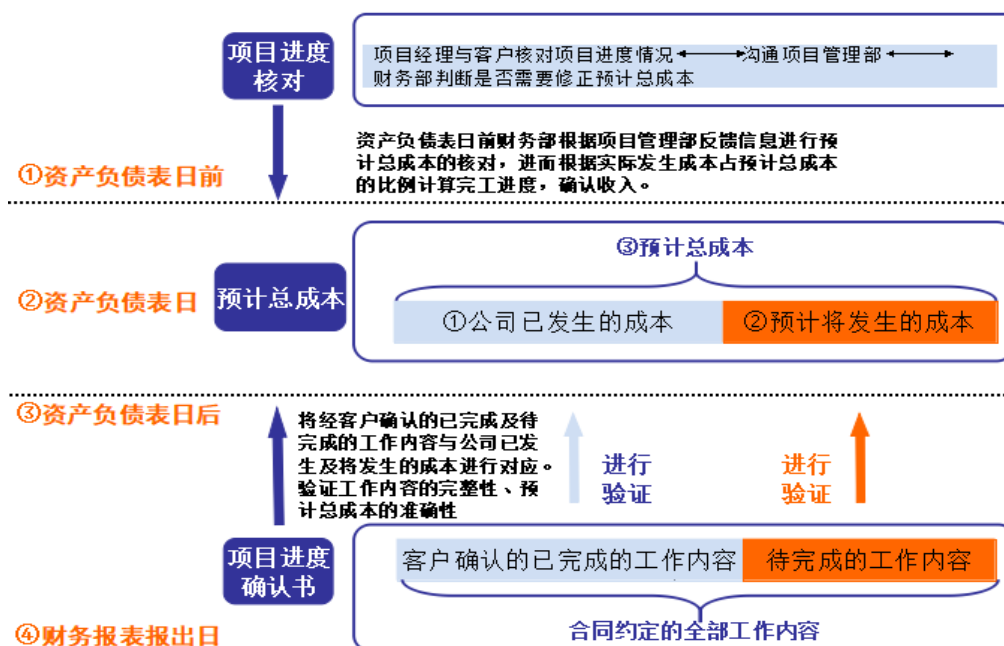 项目进度
核对
项目经理与客户核对项目进度情况 沟通项目管理部
财务部判断是否需要修正预计总成本
①资产负债表日前
资产负债表日前财务部根据项目管理部反馈信息进行预
计总成本的核对，进而根据实际发生成本占预计总成本
的比例计算完工进度，确认收入。
②资产负债表日
预计总成本
③预计总成本
①公司已发生的成本
②预计将发生的成本
③资产负债表日后
将经客户确认的已完成及待
完成的工作内容与公司已发
生及将发生的成本进行对应。
验证工作内容的完整性、预
计总成本的准确性
进行
验证
进行
验证
项目进度
确认书
客户确认的已完成的工作内容
待完成的工作内容
合同约定的全部工作内容
④财务报表报出日